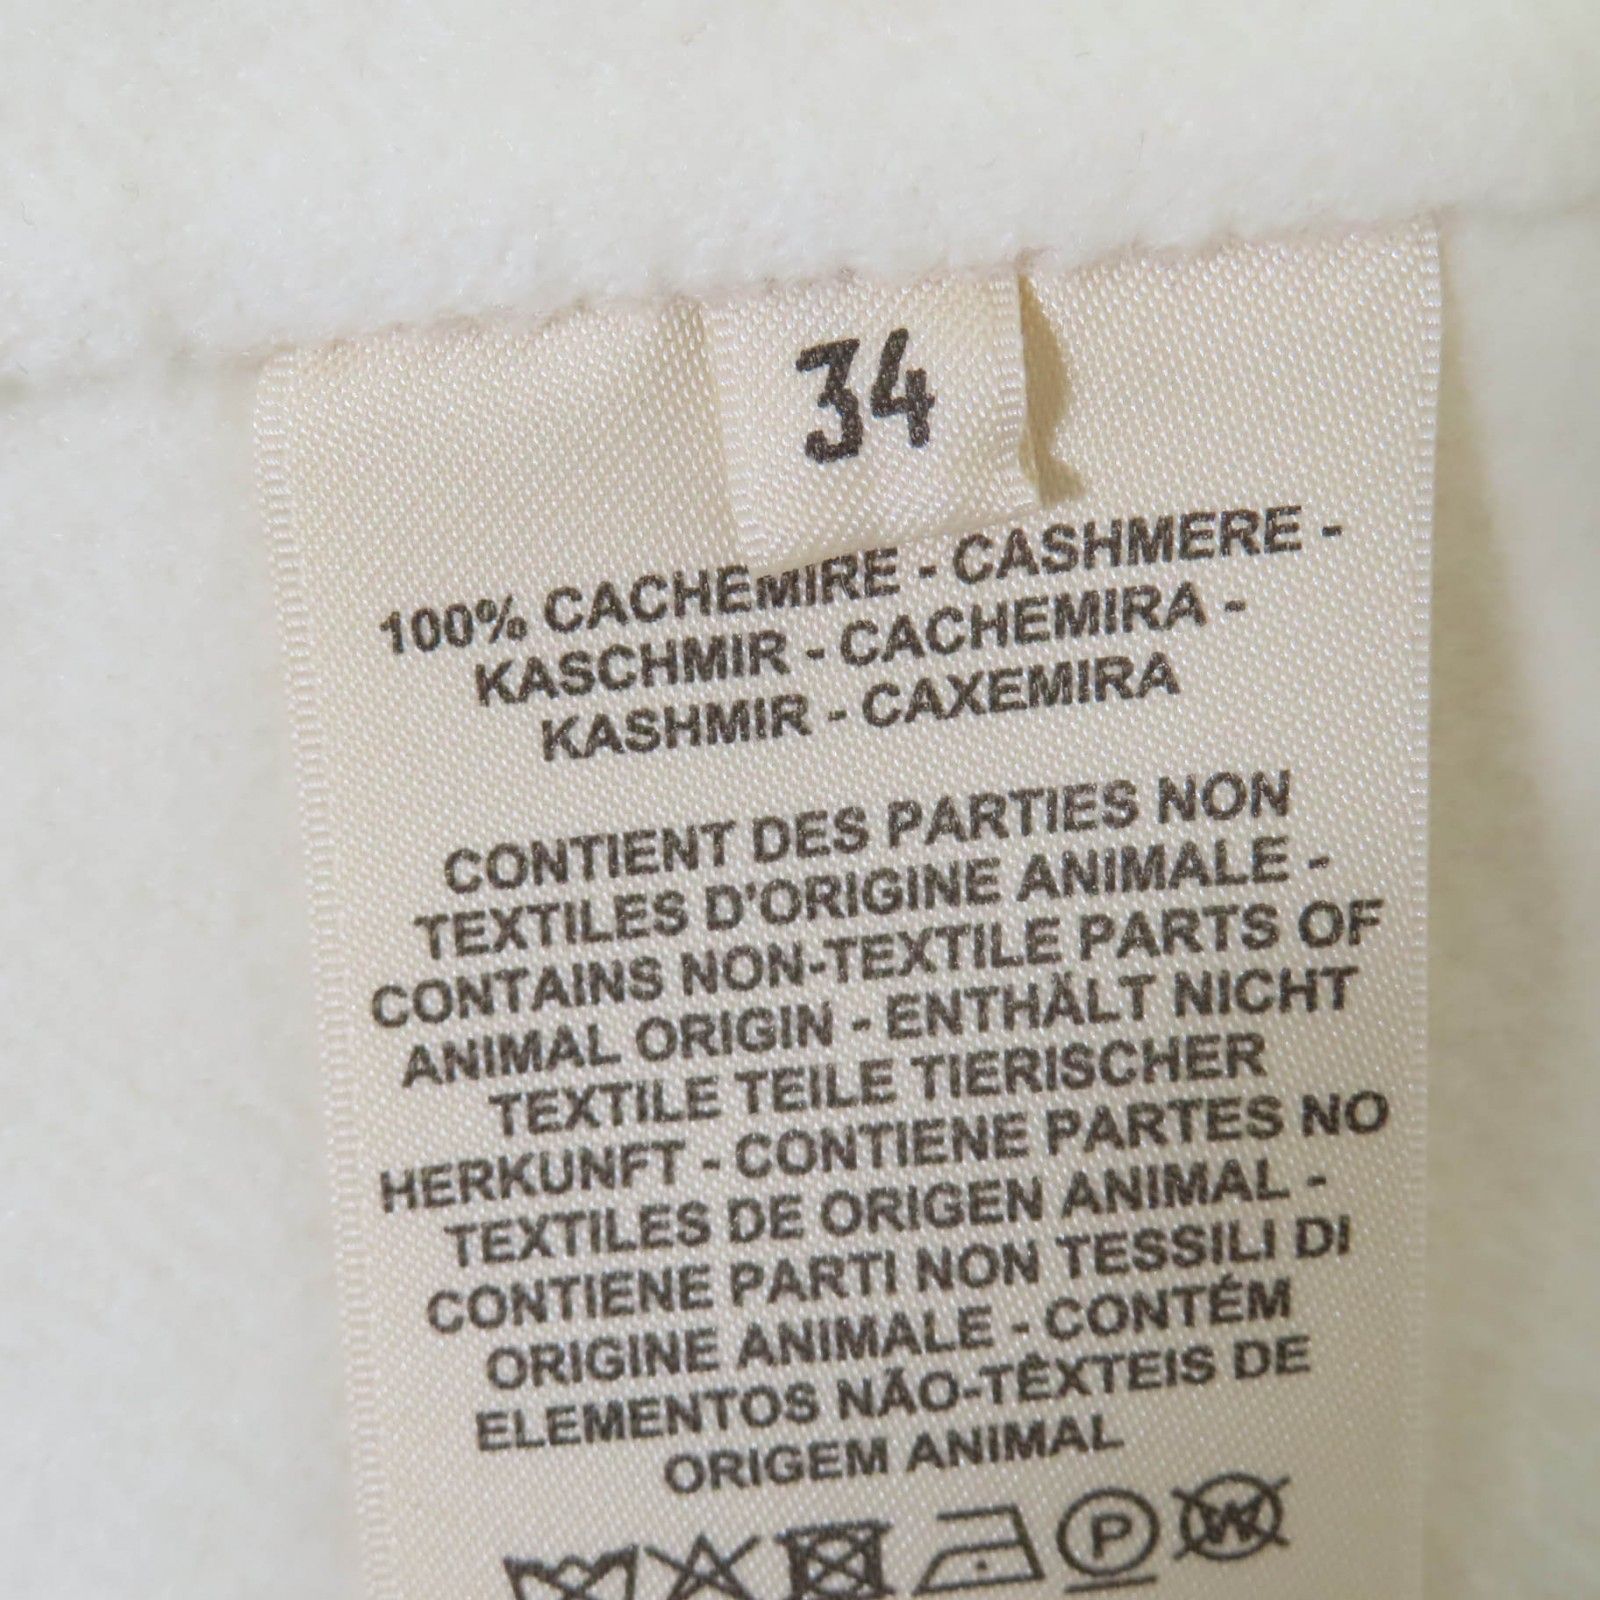 34
100% CACHEMIRE - CASHMERE -
KASCHMIR - CACHEMIRA -
KASHMIR - CAXEMIRA
CONTIENT DES PARTIES NON
TEXTILES D'ORIGINE ANIMALE -
CONTAINS NON-TEXTILE PARTS OF
ANIMAL ORIGIN - ENTHÄLT NICHT
TEXTILE TEILE TIERISCHER
HERKUNFT - CONTIENE PARTES NO
TEXTILES DE ORIGEN ANIMAL -
CONTIENE PARTI NON TESSILI DI
ORIGINE ANIMALE - CONTÉM
ELEMENTOS NÃO-TÊXTEIS DE
ORIGEM ANIMAL
P W